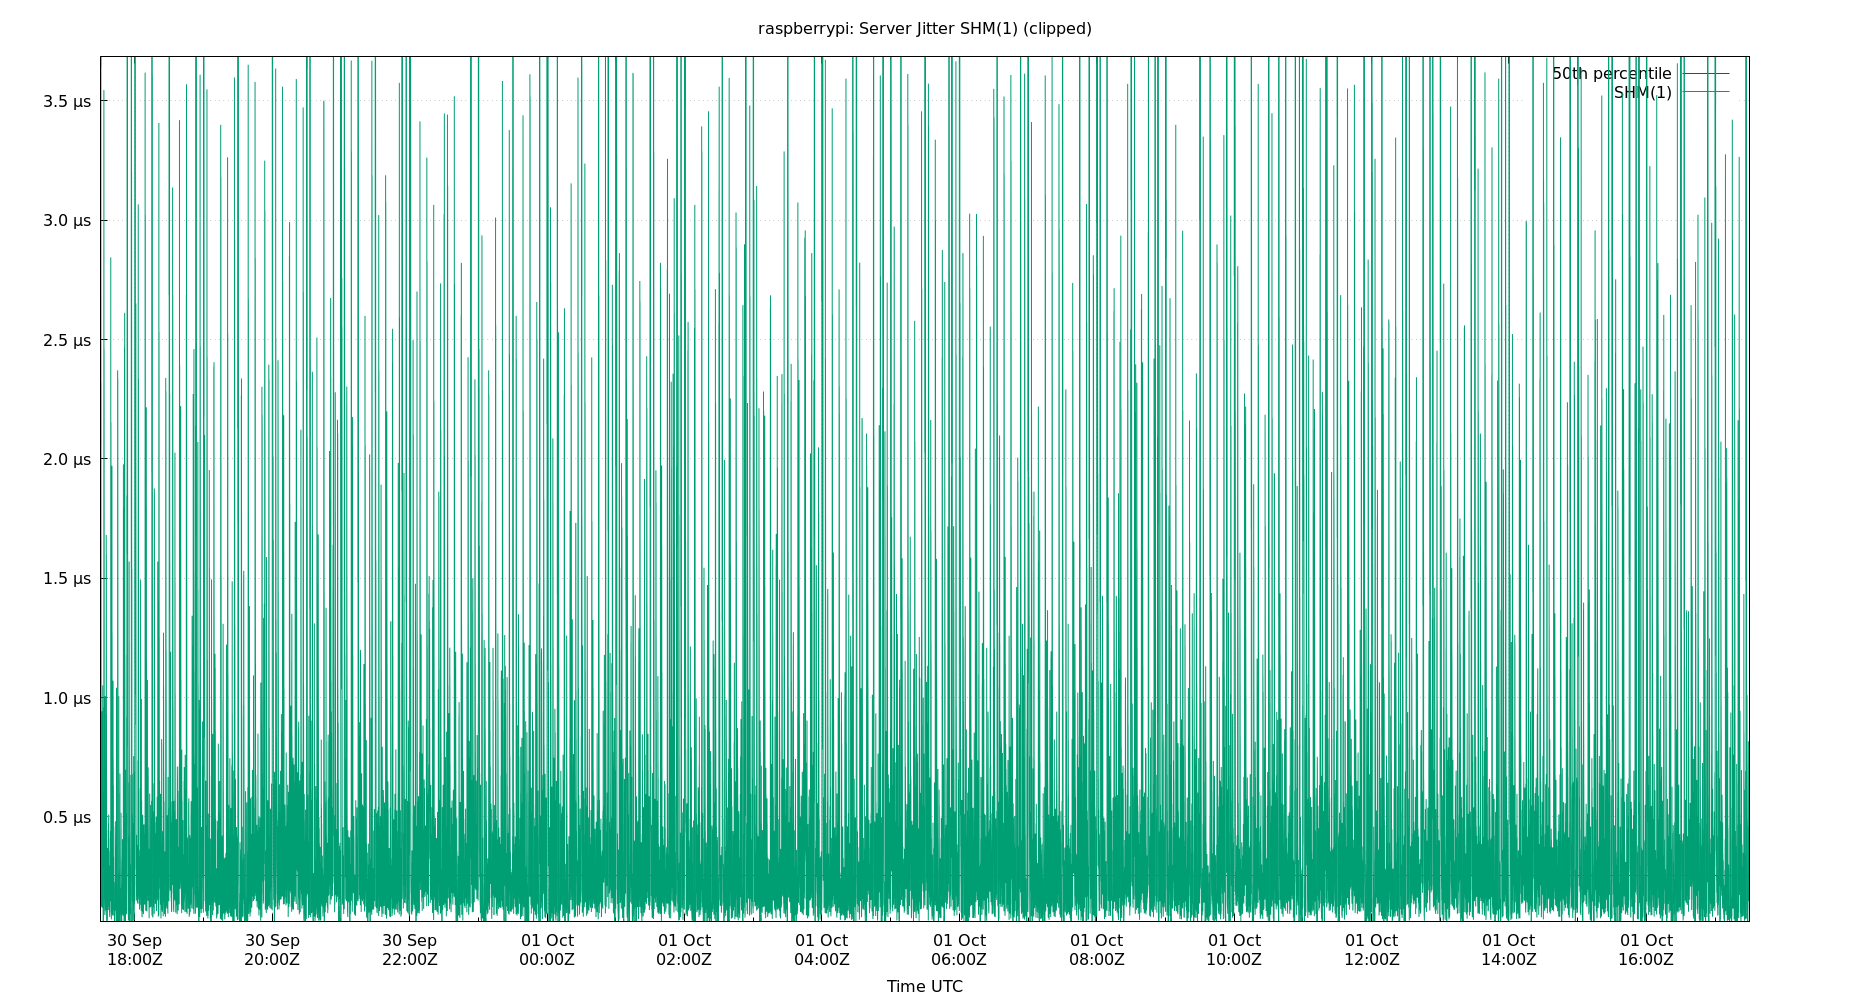 raspberrypi: Server Jitter SHM(1) (clipped)
50th percentile
SHM(1)
3.5 µs
3.0 µs
2.5 µs
2.0 µs
1.5 µs
1.0 µs
0.5 µs
30 Sep 30 Sep 30 Sep 01 Oct 01 Oct 01 Oct 01 Oct 01 Oct 01 Oct 01 Oct 01 Oct 01 Oct
18:00Z 20:00Z 22:00Z 00:00Z 02:00Z 04:00Z 06:00Z 08:00Z 10:00Z 12:00Z 14:00Z 16:00Z
Time UTC